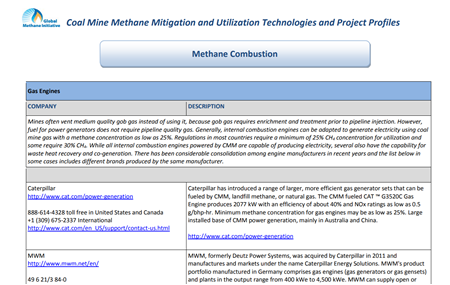 Global
Methane Initiative
Coal Mine Methane Mitigation and Utilization Technologies and Project Profiles
Methane Combustion
Gas Engines
COMPANY DESCRIPTION
Mines often vent medium quality gob gas instead of using it, because gob gas requires enrichment and treatment prior to pipeline injection. However,
fuel for power generators does not require pipeline quality gas. Generally, internal combustion engines can be adapted to generate electricity using coal
mine gas with a methane concentration as low as 25%. Regulations in most countries require a minimum of 25% CH₄ concentration for utilization and
some require 30% CH₄. While all internal combustion engines powered by CMM are capable of producing electricity, several also have the capability for
waste heat recovery and co-generation. There has been considerable consolidation among engine manufacturers in recent years and the list below in
some cases includes different brands produced by the same manufacturer.
Caterpillar
http://www.cat.com/power-generation
888-614-4328 toll free in United States and Canada
+1 (309) 675-2337 International
http://www.cat.com/en_US/support/contact-us.html
Caterpillar has introduced a range of larger, more efficient gas generator sets that can be
fueled by CMM, landfill methane, or natural gas. The CMM fueled CAT ™ G3520C Gas
Engine produces 2077 kW with an efficiency of about 40% and NOx ratings as low as 0.5
g/bhp-hr. Minimum methane concentration for gas engines may be as low as 25%. Large
installed base of CMM power generation, mainly in Australia and China.
http://www.cat.com/power-generation
MWM
http://www.mwm.net/en/
49 6 21/3 84-0
MWM, formerly Deutz Power Systems, was acquired by Caterpillar in 2011 and
manufactures and markets under the name Caterpillar Energy Solutions. MWM's product
portfolio manufactured in Germany comprises gas engines (gas generators or gas gensets)
and plants in the output range from 400 kWe to 4,500 kWe. MWM can supply open or